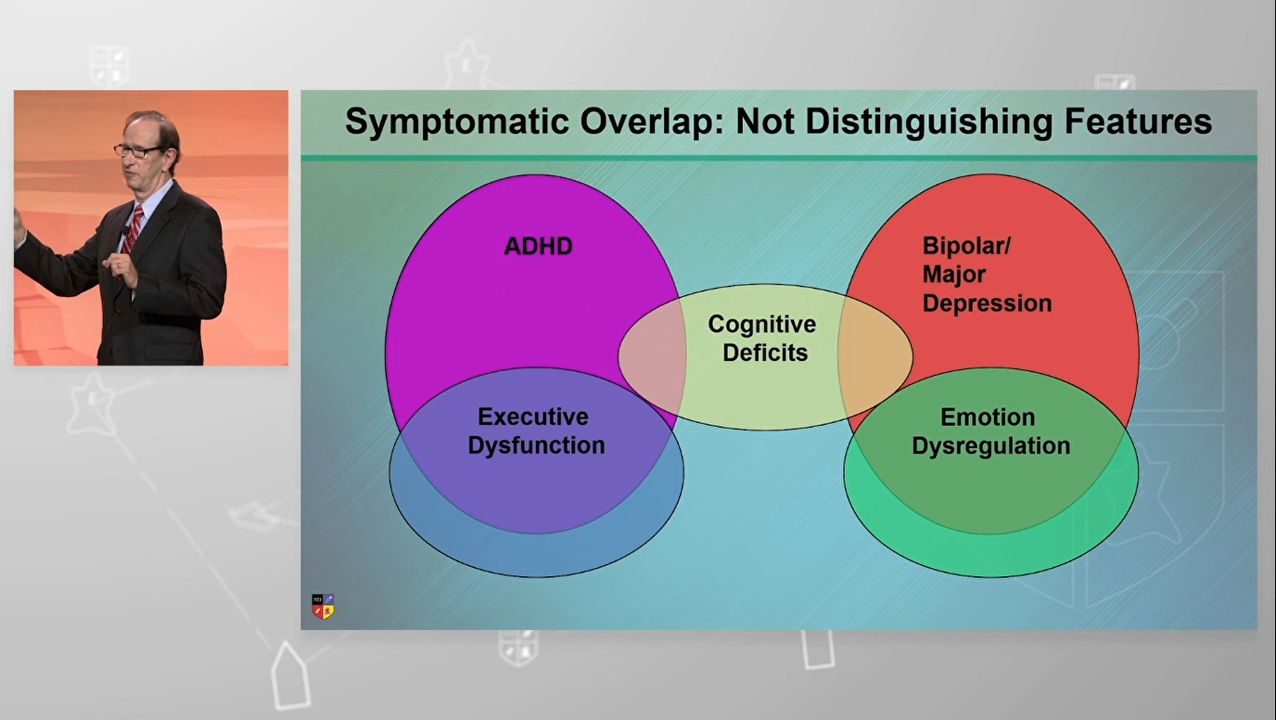 Symptomatic Overlap: Not Distinguishing Features
ADHD
Bipolar/
Major
Depression
Cognitive
Deficits
Executive
Dysfunction
Emotion
Dysregulation